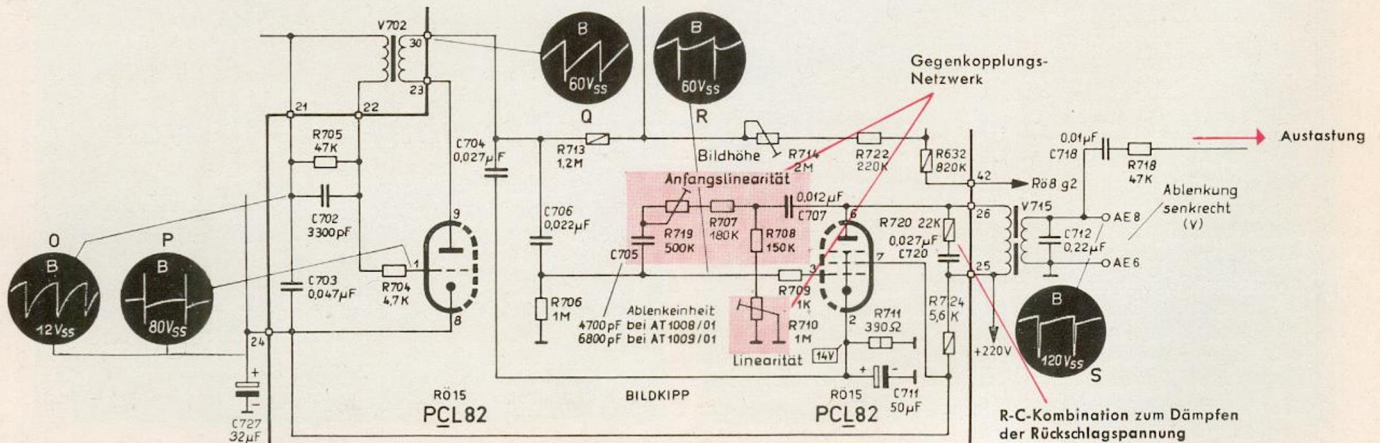 V702
30
23
B
60Vss
Q
B
60Vss
R
Gegenkopplungs-
Netzwerk
21
22
R705
47K
C702
3300pF
C704
0,027µF
R713
1,2M
Bildhöhe
R714
2M
R722
220K
R632
820K
0,01µF
C718
R718
47K
Austastung
42
Rö8 g2
Anfangslinearität
R719
500K
R707
180K
0,012µF
C707
R708
150K
C705
C706
0,022µF
6
R720 22K
0,027µF
C720
26
V715
25
C712
0,22µF
Ablenkung
senkrecht
(V)
AE8
AE6
O
B
12Vss
P
B
80Vss
C703
0,047µF
1
R704
4,7K
9
8
24
R706
1M
Ablenkeinheit
4700pF bei AT1008/01
6800pF bei AT1009/01
R709
1K
3
7
2
R710
1M
Linearität
R711
390Ω
14V
R724
5,6K
+220V
B
120Vss
S
+
-
C727
32µF
RÖ15
PCL82
BILDKIPP
RÖ15
PCL82
+
-
C711
50µF
R-C-Kombination zum Dämpfen
der Rückschlagspannung